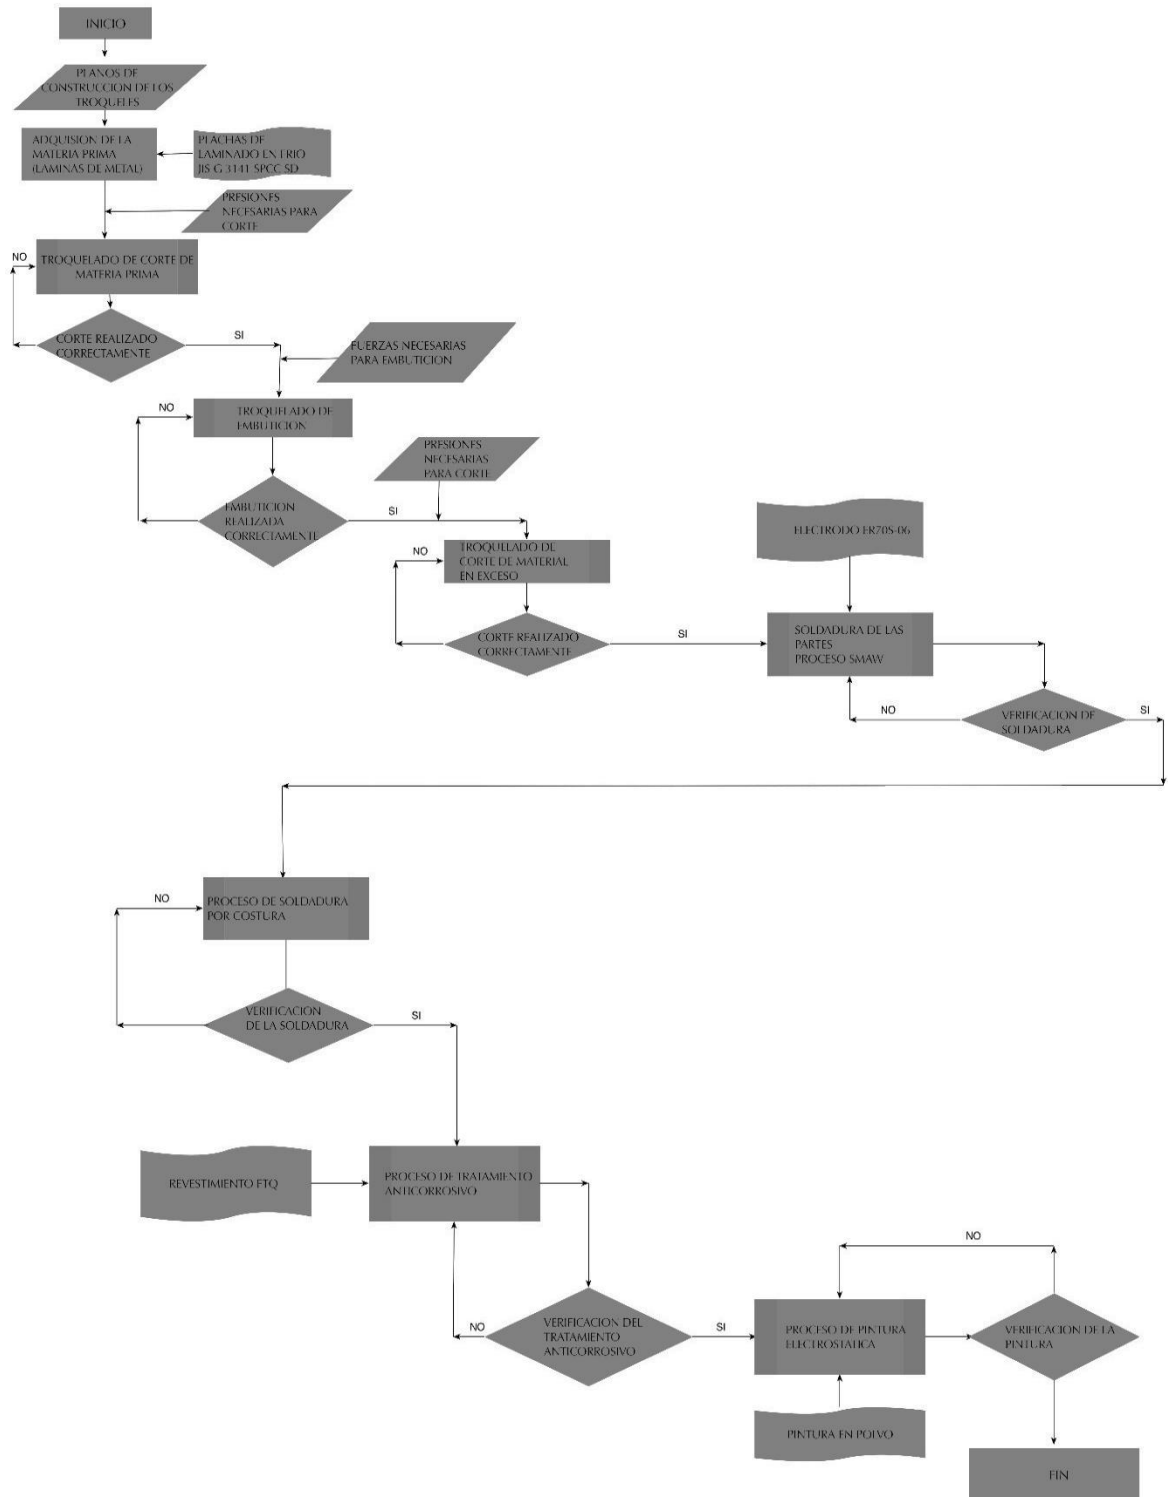 INICIO
PLANOS DE
CONSTRUCCION DE LOS
TROQUELES
ADQUISION DE LA
MATERIA PRIMA
(LAMINAS DE METAL)
PLACHAS DE
LAMINADO EN FRIO
JIS G 3141 SPCC SD
PRESIONES
NECESARIAS PARA
CORTE
NO
TROQUELADO DE CORTE DE
MATERIA PRIMA
CORTE REALIZADO
CORRECTAMENTE
SI
FUERZAS NECESARIAS
PARA EMBUTICION
NO
TROQUELADO DE
EMBUTICION
PRESIONES
NECESARIAS
PARA CORTE
EMBUTICION
REALIZADA
CORRECTAMENTE
SI
ELECTRODO ER70S-06
NO
TROQUELADO DE
CORTE DE MATERIAL
EN EXCESO
CORTE REALIZADO
CORRECTAMENTE
SI
SOLDADURA DE LAS
PARTES
PROCESO SMAW
NO
VERIFICACION DE
SOLDADURA
SI
NO
PROCESO DE SOLDADURA
POR COSTURA
VERIFICACION
DE LA SOLDADURA
SI
REVESTIMIENTO FTQ
PROCESO DE TRATAMIENTO
ANTICORROSIVO
NO
VERIFICACION DEL
TRATAMIENTO
ANTICORROSIVO
SI
NO
PROCESO DE PINTURA
ELECTROSTATICA
VERIFICACION DE LA
PINTURA
PINTURA EN POLVO
FIN